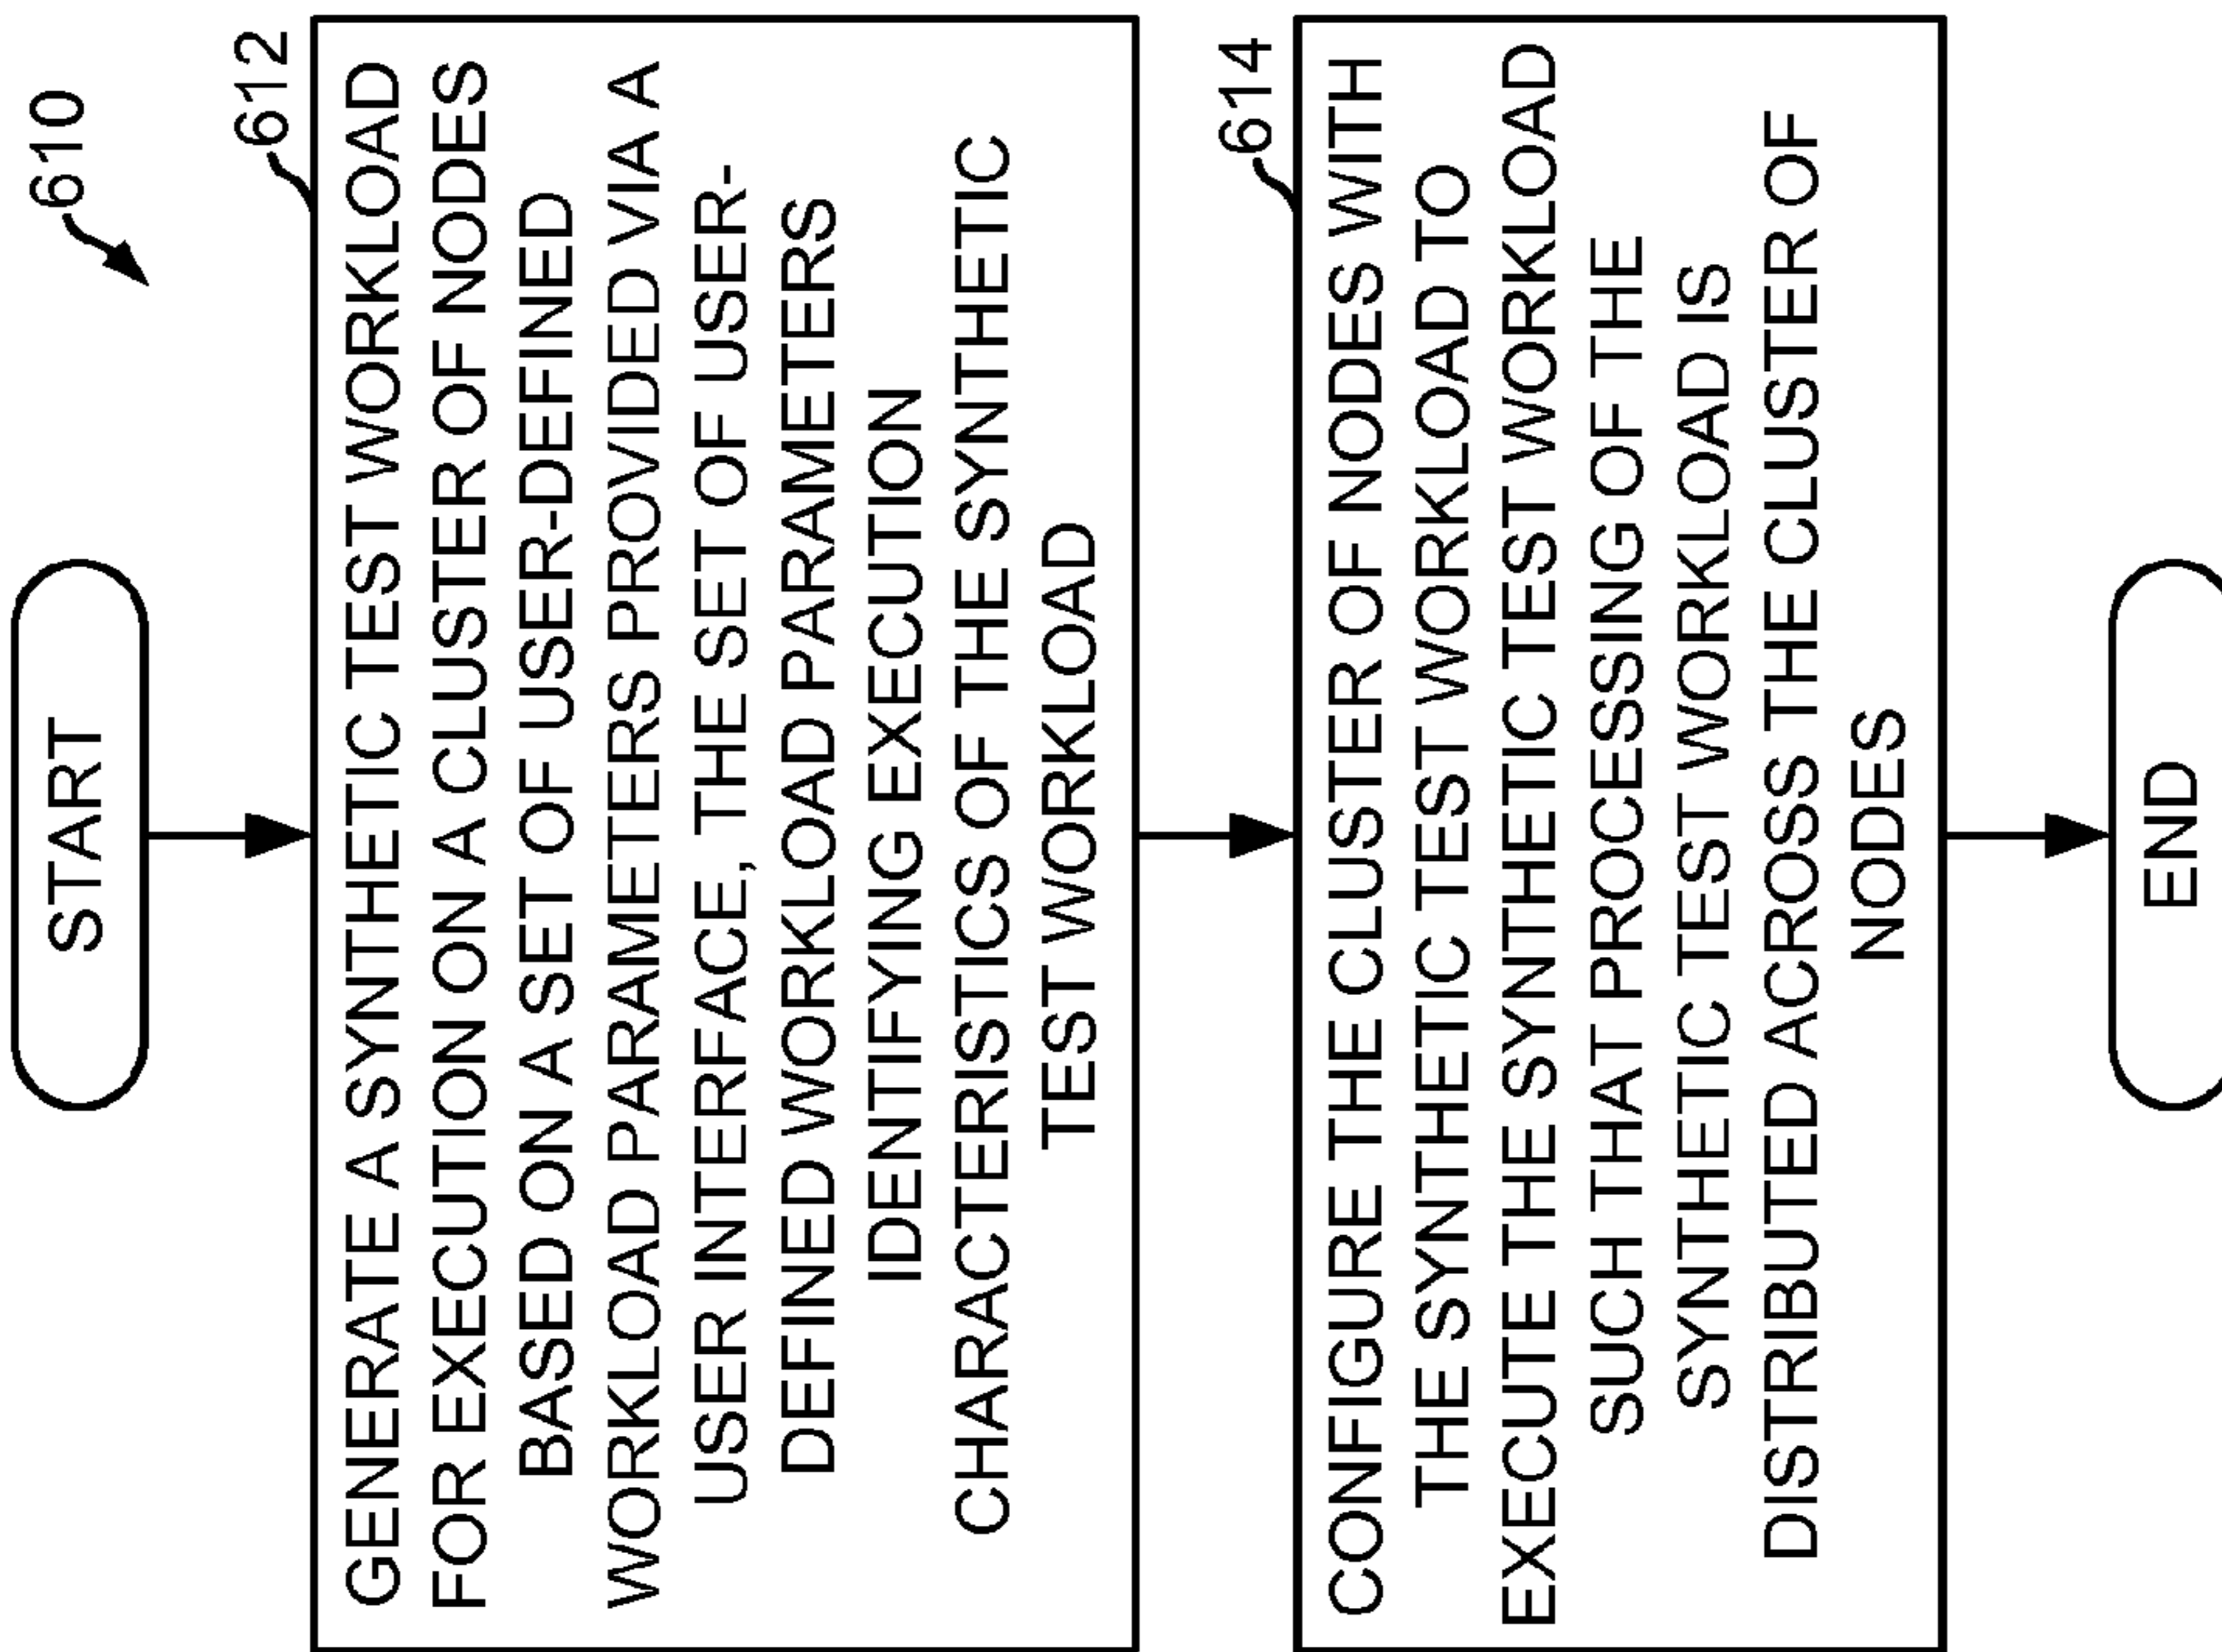 610
START
612
GENERATE A SYNTHETIC TEST WORKLOAD
FOR EXECUTION ON A CLUSTER OF NODES
BASED ON A SET OF USER-DEFINED
WORKLOAD PARAMETERS PROVIDED VIA A
USER INTERFACE, THE SET OF USER-
DEFINED WORKLOAD PARAMETERS
IDENTIFYING EXECUTION
CHARACTERISTICS OF THE SYNTHETIC
TEST WORKLOAD
614
CONFIGURE THE CLUSTER OF NODES WITH
THE SYNTHETIC TEST WORKLOAD TO
EXECUTE THE SYNTHETIC TEST WORKLOAD
SUCH THAT PROCESSING OF THE
SYNTHETIC TEST WORKLOAD IS
DISTRIBUTED ACROSS THE CLUSTER OF
NODES
END